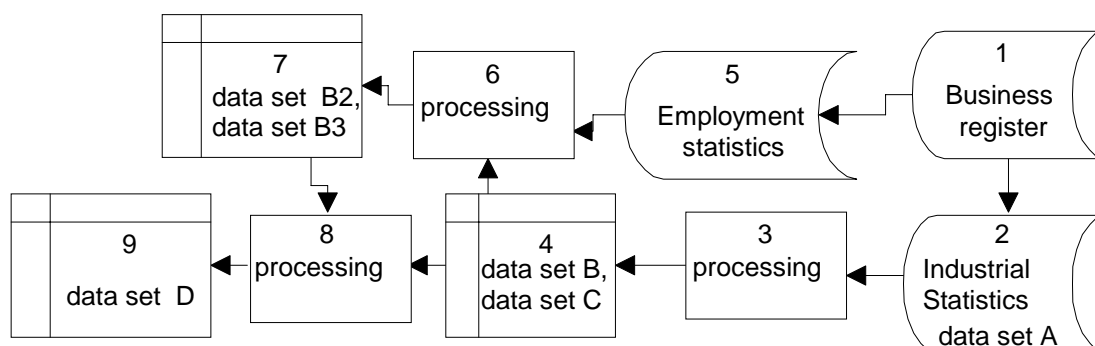 7
data set B2,
data set B3
6
processing
5
Employment
statistics
1
Business
register
9
data set D
8
processing
4
data set B,
data set C
3
processing
2
Industrial
Statistics
data set A